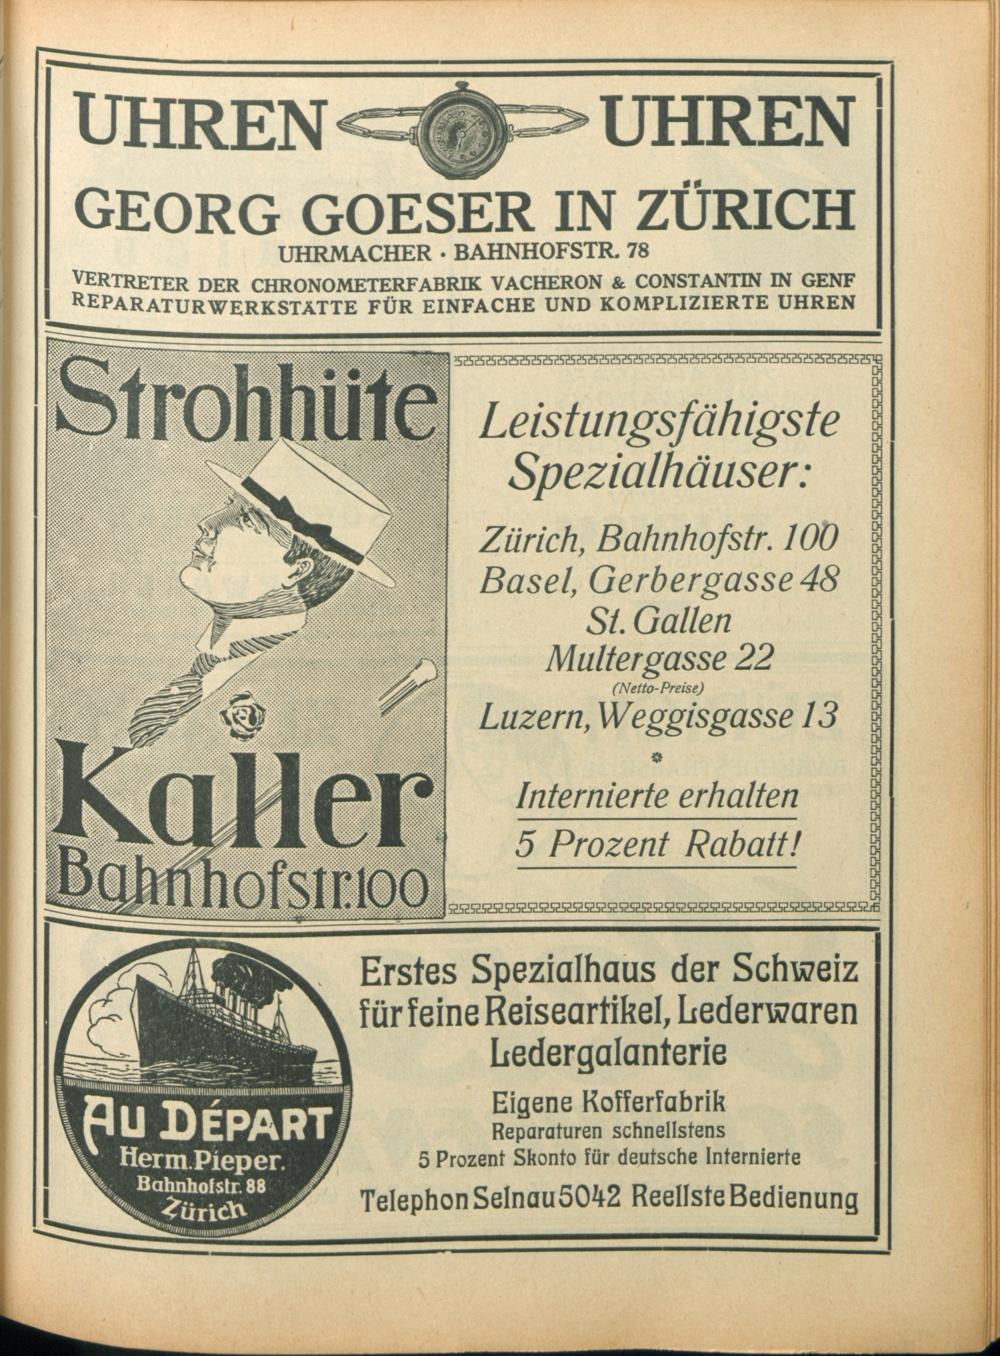 UHREN UHREN
GEORG GOESER IN ZÜRICH
UHRMACHER · BAHNHOFSTR. 78
VERTRETER DER CHRONOMETERFABRIK VACHERON & CONSTANTIN IN GENF
REPARATURWERKSTÄTTE FÜR EINFACHE UND KOMPLIZIERTE UHREN
Strohhüte
Kaller
Bahnhofstr.100
Leistungsfähigste
Spezialhäuser:
Zürich, Bahnhofstr. 100
Basel, Gerbergasse 48
St. Gallen
Multergasse 22
(Netto-Preise)
Luzern, Weggisgasse 13
Internierte erhalten
5 Prozent Rabatt!
AU DÉPART
Herm. Pieper.
Bahnhofstr. 88
Zürich
Erstes Spezialhaus der Schweiz
für feine Reiseartikel, Lederwaren
Ledergalanterie
Eigene Kofferfabrik
Reparaturen schnellstens
5 Prozent Skonto für deutsche Internierte
Telephon Selnau 5042 Reellste Bedienung